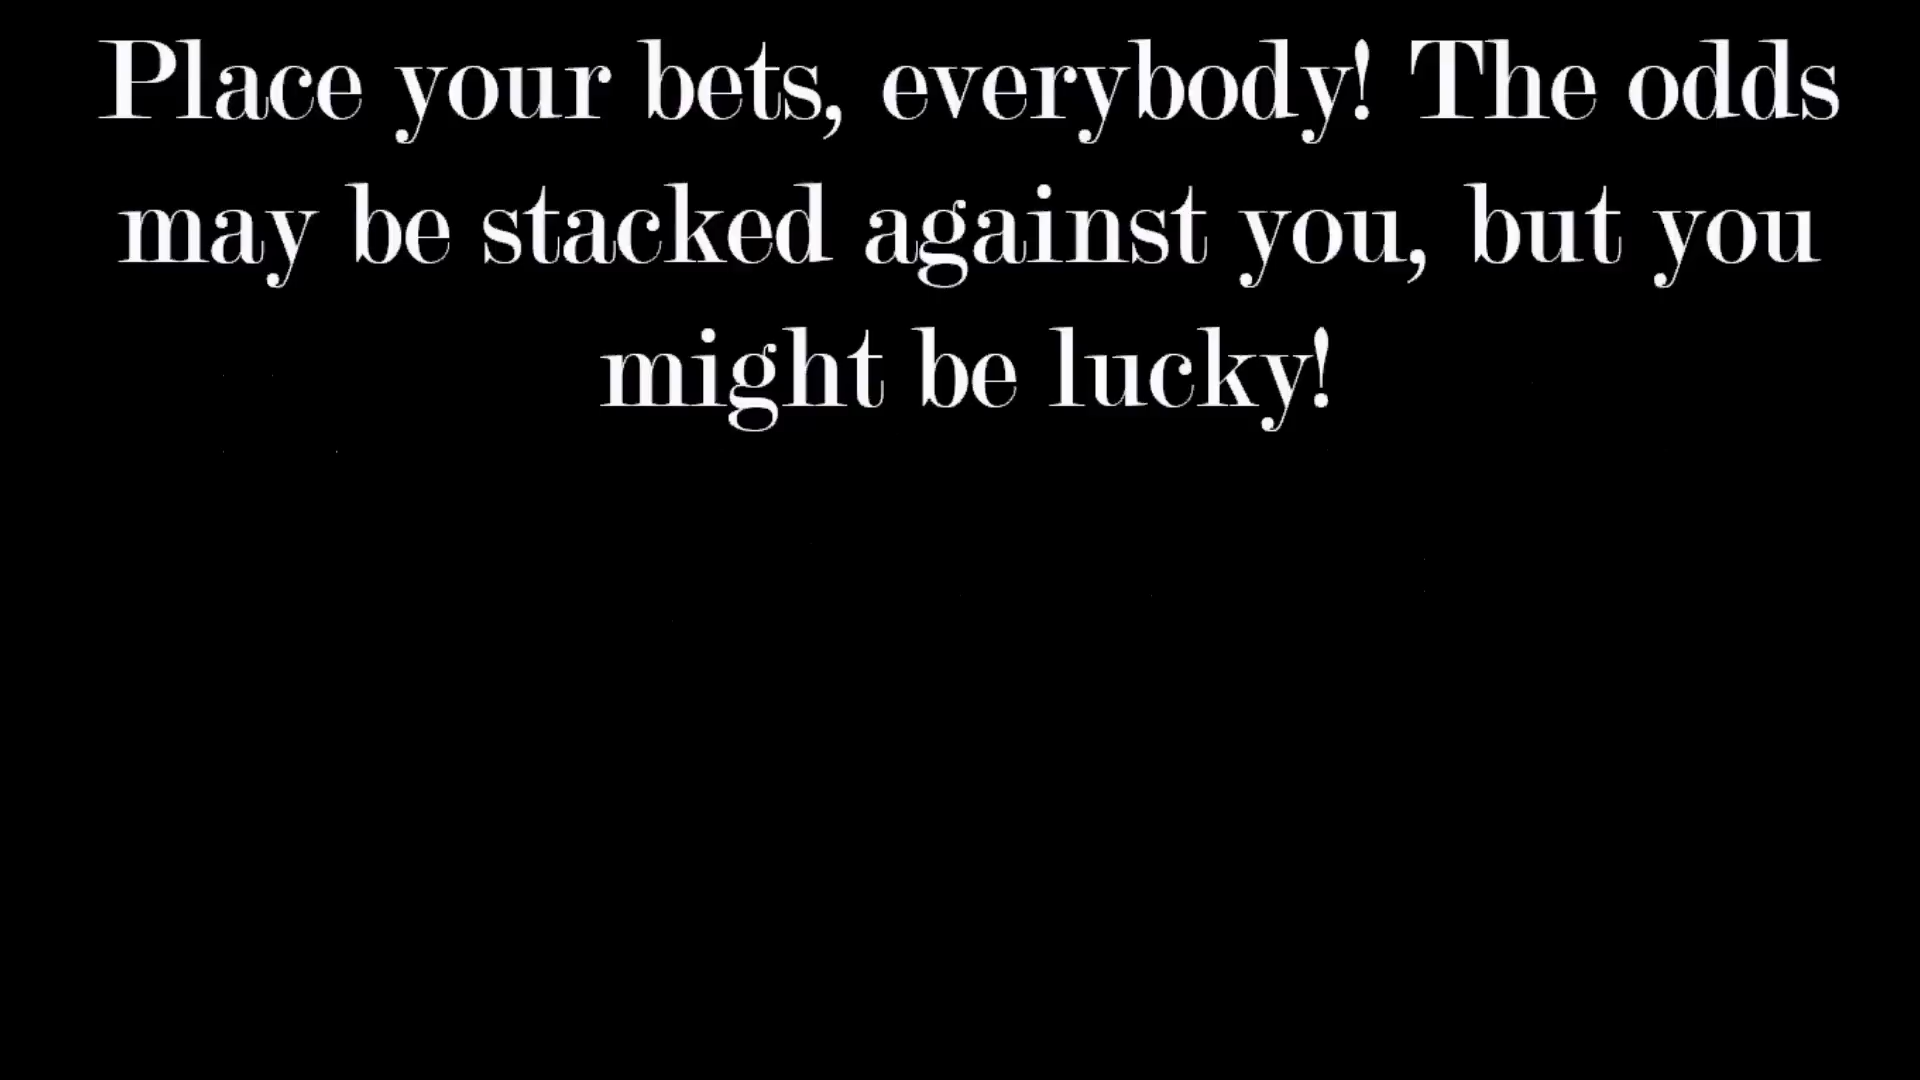 Place your bets, everybody! The odds
may be stacked against you, but you
might be lucky!